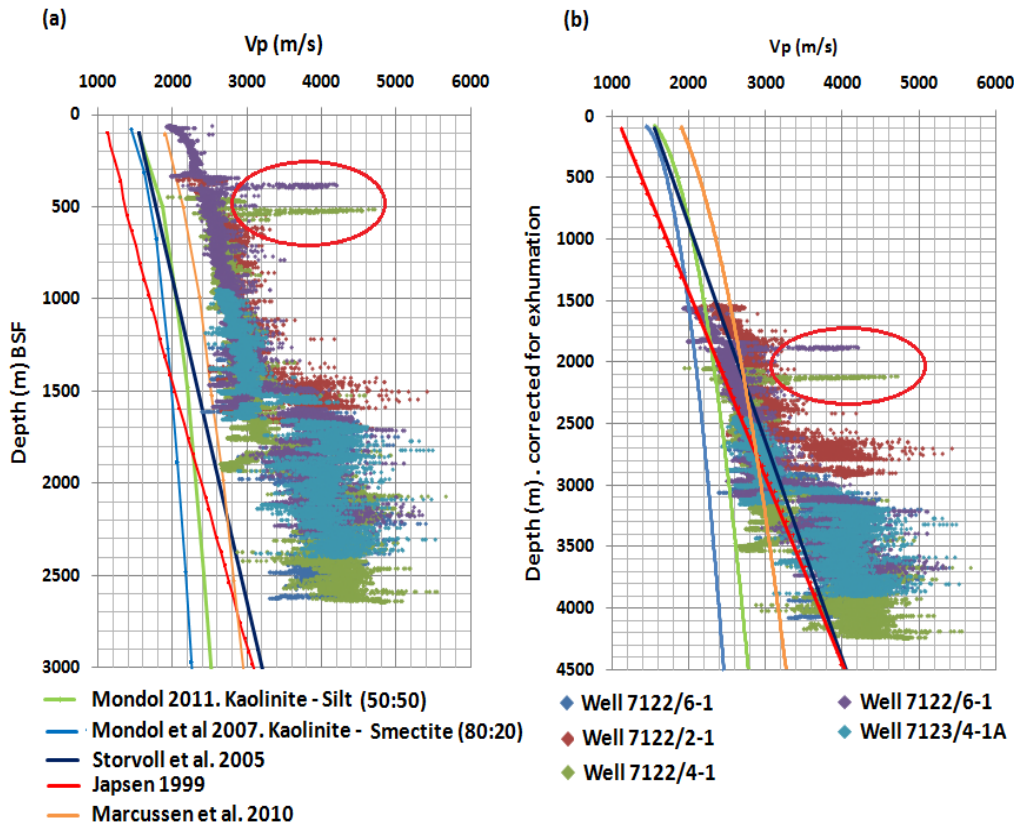 (a)
Vp (m/s)
1000 2000 3000 4000 5000 6000
0
500
1000
1500
2000
2500
3000
Depth (m) BSF
Mondol 2011. Kaolinite - Silt (50:50)
Mondol et al 2007. Kaolinite - Smectite (80:20)
Storvoll et al. 2005
Japsen 1999
Marcussen et al. 2010
(b)
Vp (m/s)
1000 2000 3000 4000 5000 6000
0
500
1000
1500
2000
2500
3000
3500
4000
4500
Depth (m) . corrected for exhumation
Well 7122/6-1
Well 7122/2-1
Well 7122/4-1
Well 7122/6-1
Well 7123/4-1A